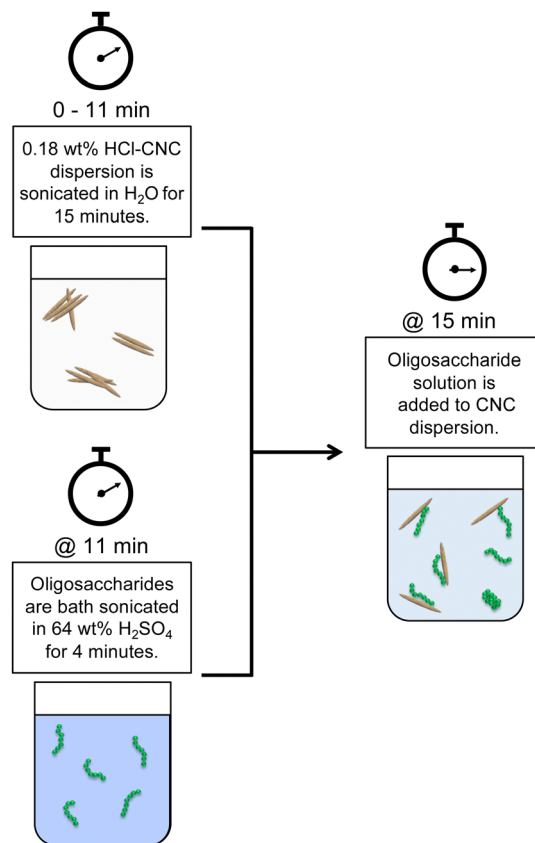 0 - 11 min
0.18 wt% HCl-CNC
dispersion is
sonicated in H₂O for
15 minutes.
@ 11 min
Oligosaccharides
are bath sonicated
in 64 wt% H₂SO₄
for 4 minutes.
@ 15 min
Oligosaccharide
solution is
added to CNC
dispersion.